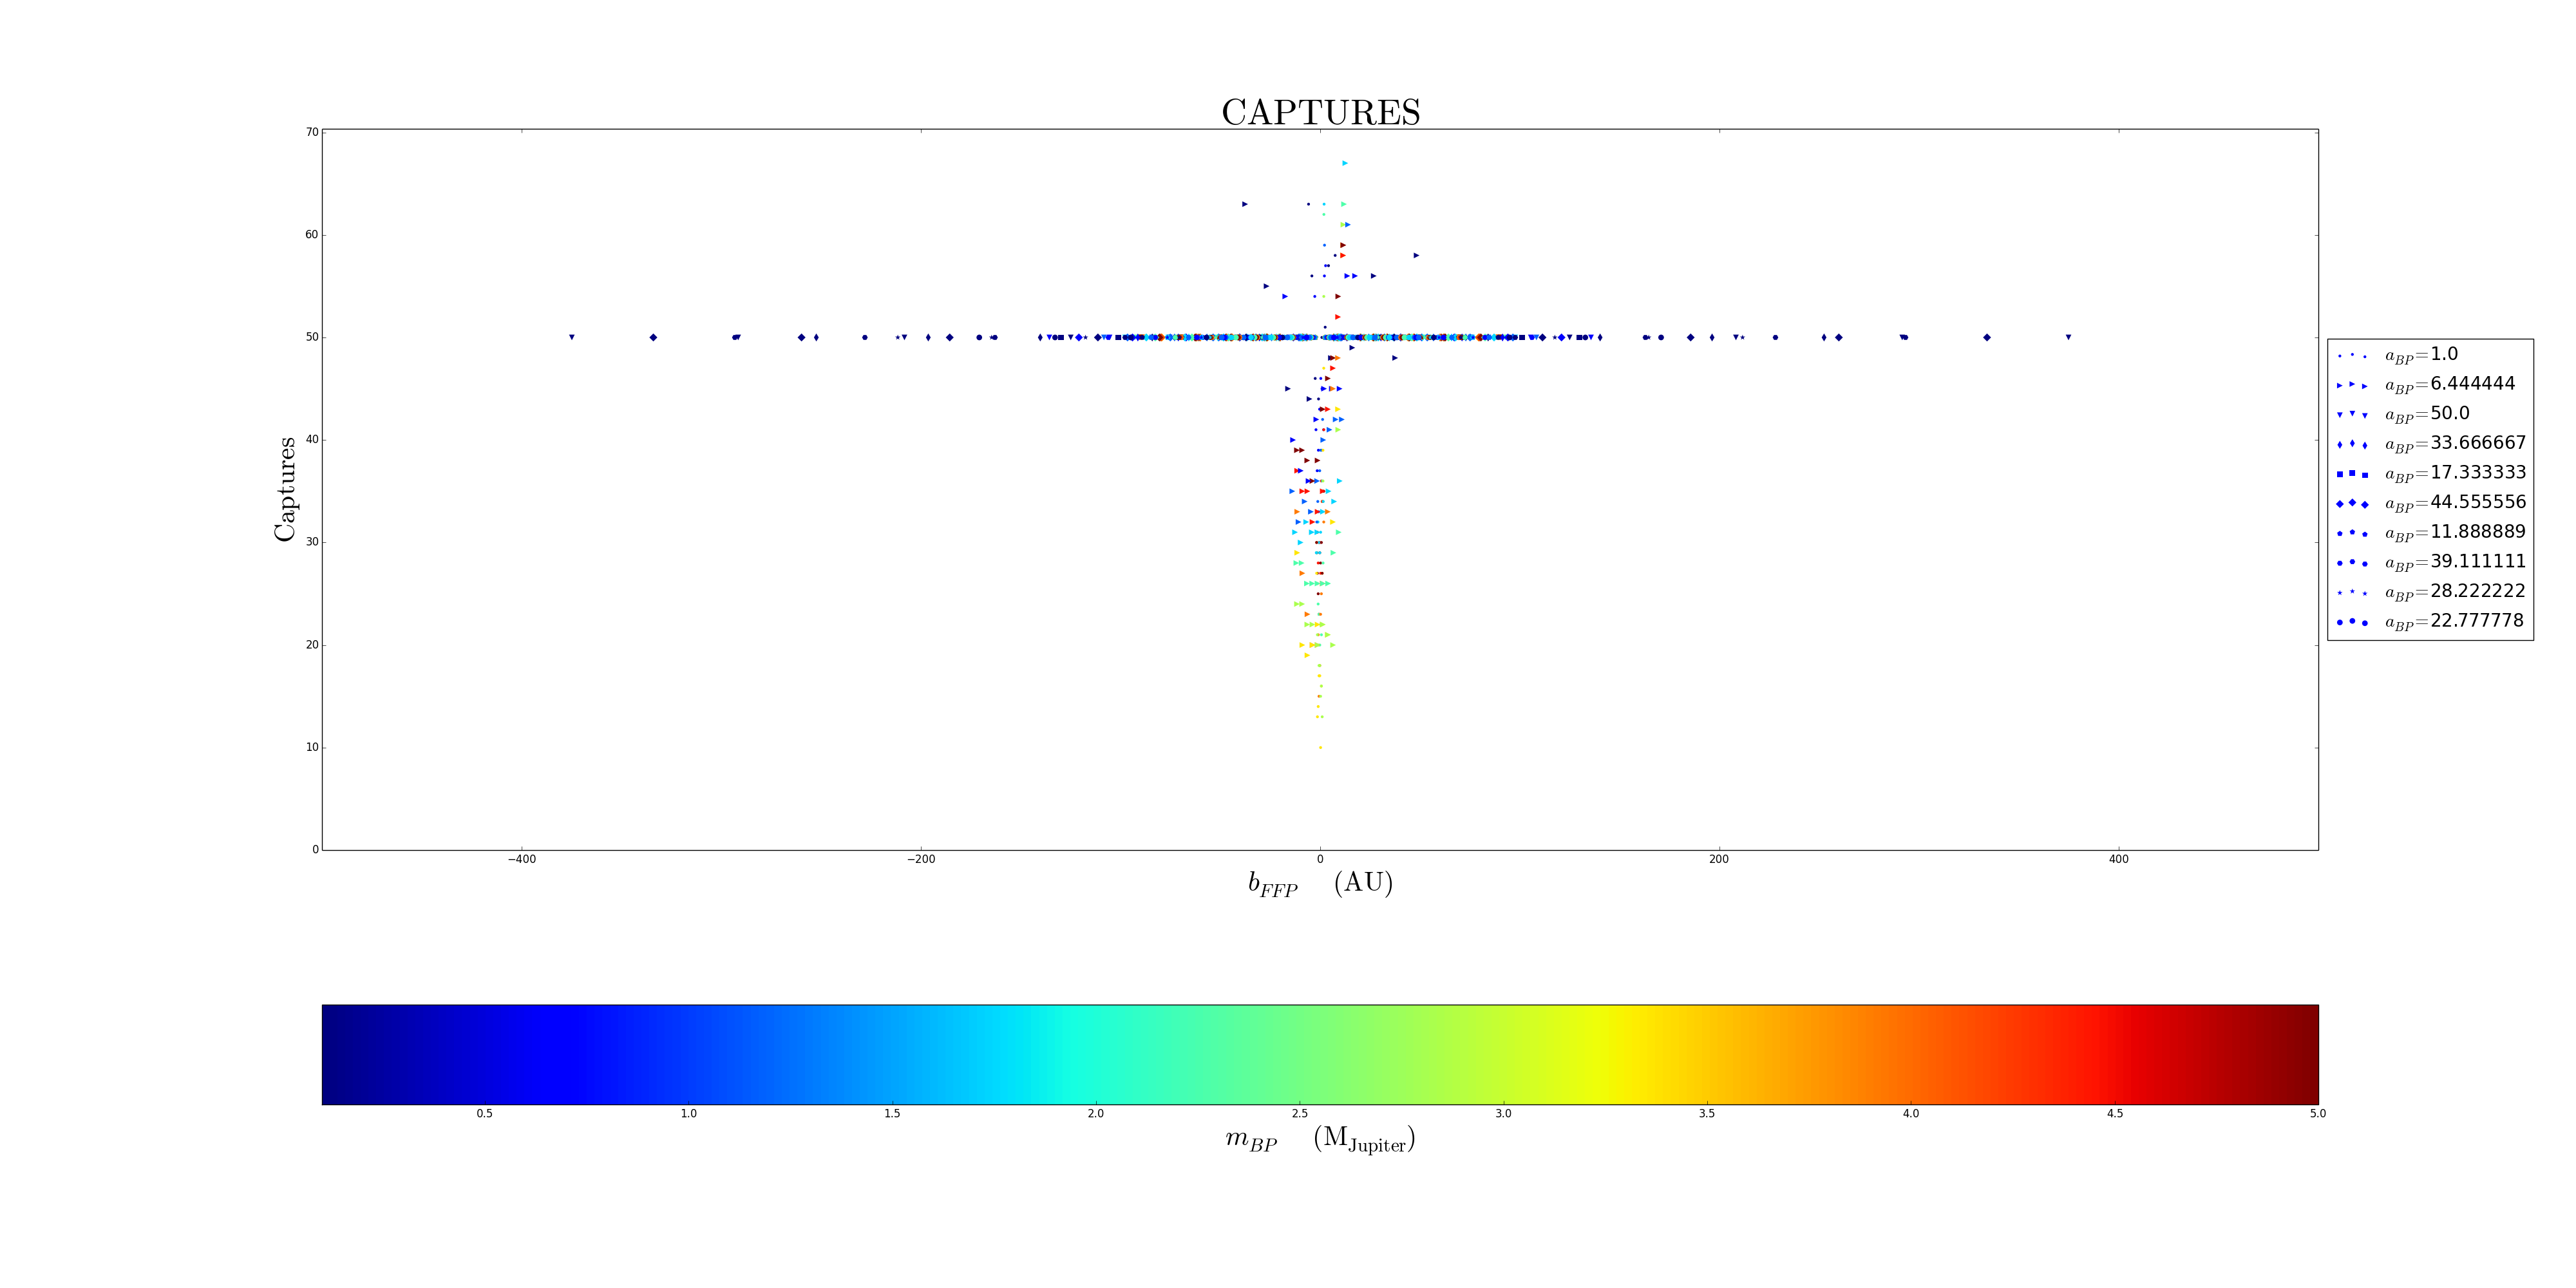 CAPTURES
70
60
50
40
30
20
10
0
Captures
−400 −200 0 200 400
b_FFP (AU)
a_BP=1.0
a_BP=6.444444
a_BP=50.0
a_BP=33.666667
a_BP=17.333333
a_BP=44.555556
a_BP=11.888889
a_BP=39.111111
a_BP=28.222222
a_BP=22.777778
0.5 1.0 1.5 2.0 2.5 3.0 3.5 4.0 4.5 5.0
m_BP (M_Jupiter)